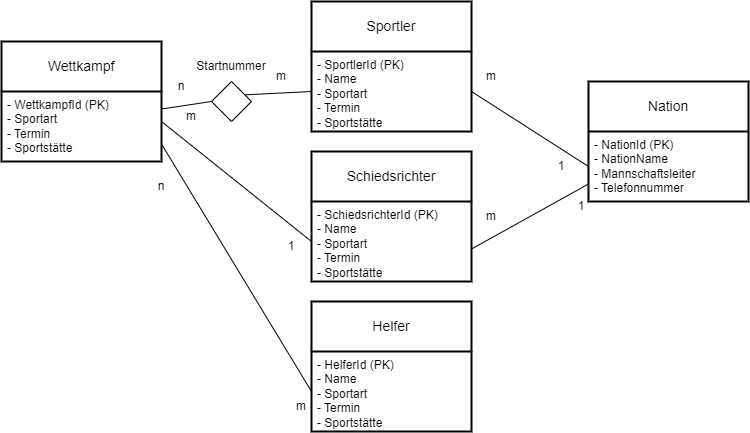 Wettkampf
- WettkampfId (PK)
- Sportart
- Termin
- Sportstätte
n
m
n
Startnummer
m
Sportler
- SportlerId (PK)
- Name
- Sportart
- Termin
- Sportstätte
Schiedsrichter
- SchiedsrichterId (PK)
- Name
- Sportart
- Termin
- Sportstätte
1
Helfer
- HelferId (PK)
- Name
- Sportart
- Termin
- Sportstätte
m
m
1
m
1
Nation
- NationId (PK)
- NationName
- Mannschaftsleiter
- Telefonnummer